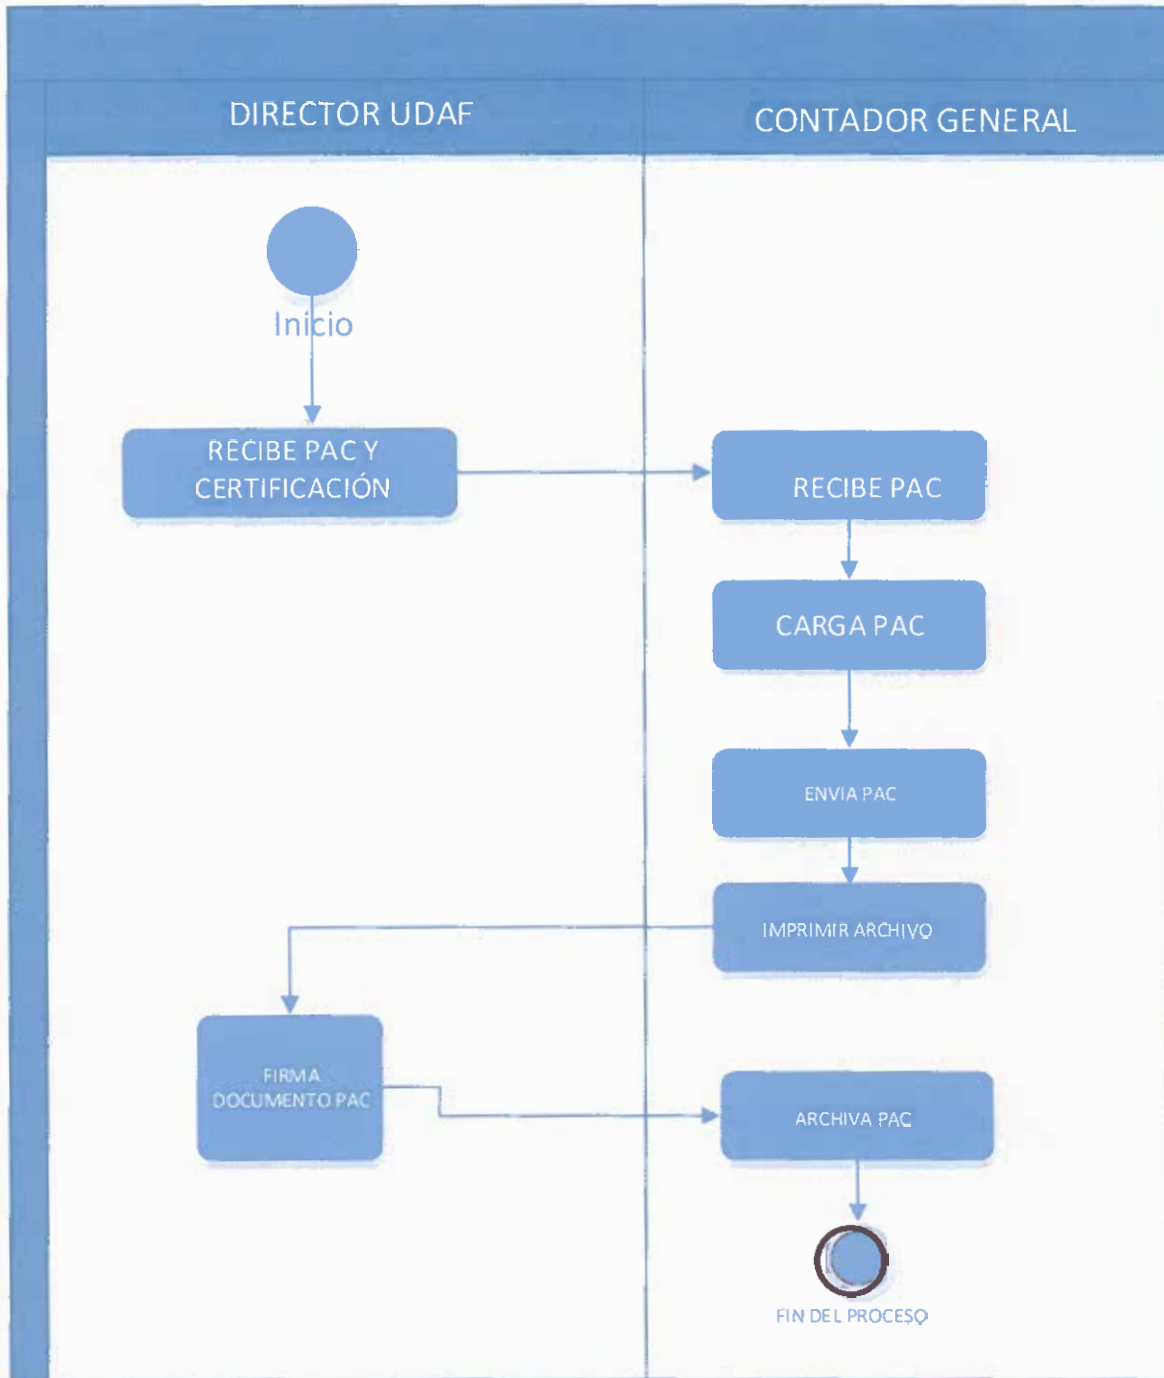 DIRECTOR UDAF
CONTADOR GENERAL
Inicio
RECIBE PAC Y
CERTIFICACIÓN
RECIBE PAC
CARGA PAC
ENVIA PAC
IMPRIMIR ARCHIVO
FIRMA
DOCUMENTO PAC
ARCHIVA PAC
FIN DEL PROCESO